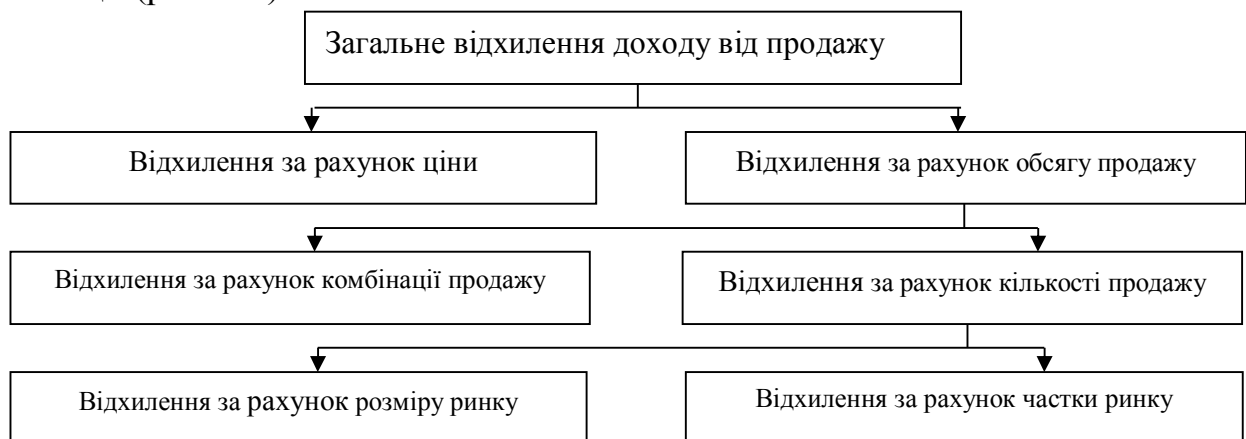 Загальне відхилення доходу від продажу
Відхилення за рахунок ціни
Відхилення за рахунок обсягу продажу
Відхилення за рахунок комбінації продажу
Відхилення за рахунок кількості продажу
Відхилення за рахунок розміру ринку
Відхилення за рахунок частки ринку